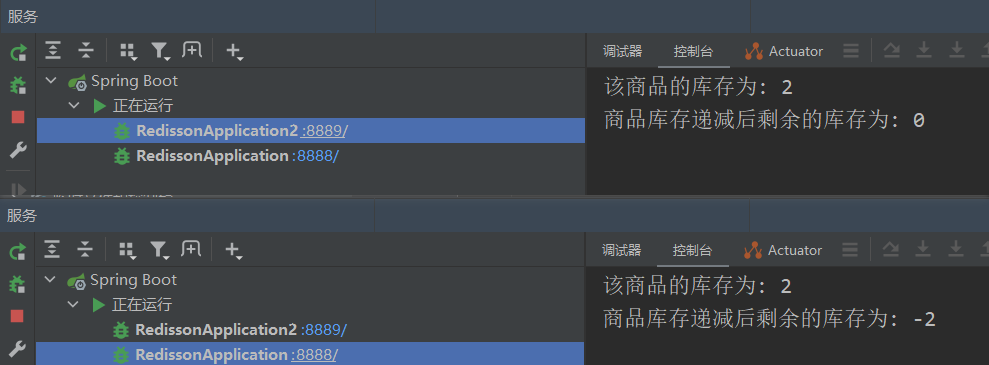 服务
调试器 控制台 Actuator
Spring Boot
正在运行
RedissonApplication2 :8889/
RedissonApplication :8888/
该商品的库存为: 2
商品库存递减后剩余的库存为: 0
服务
调试器 控制台 Actuator
Spring Boot
正在运行
RedissonApplication2 :8889/
RedissonApplication :8888/
该商品的库存为: 2
商品库存递减后剩余的库存为: -2